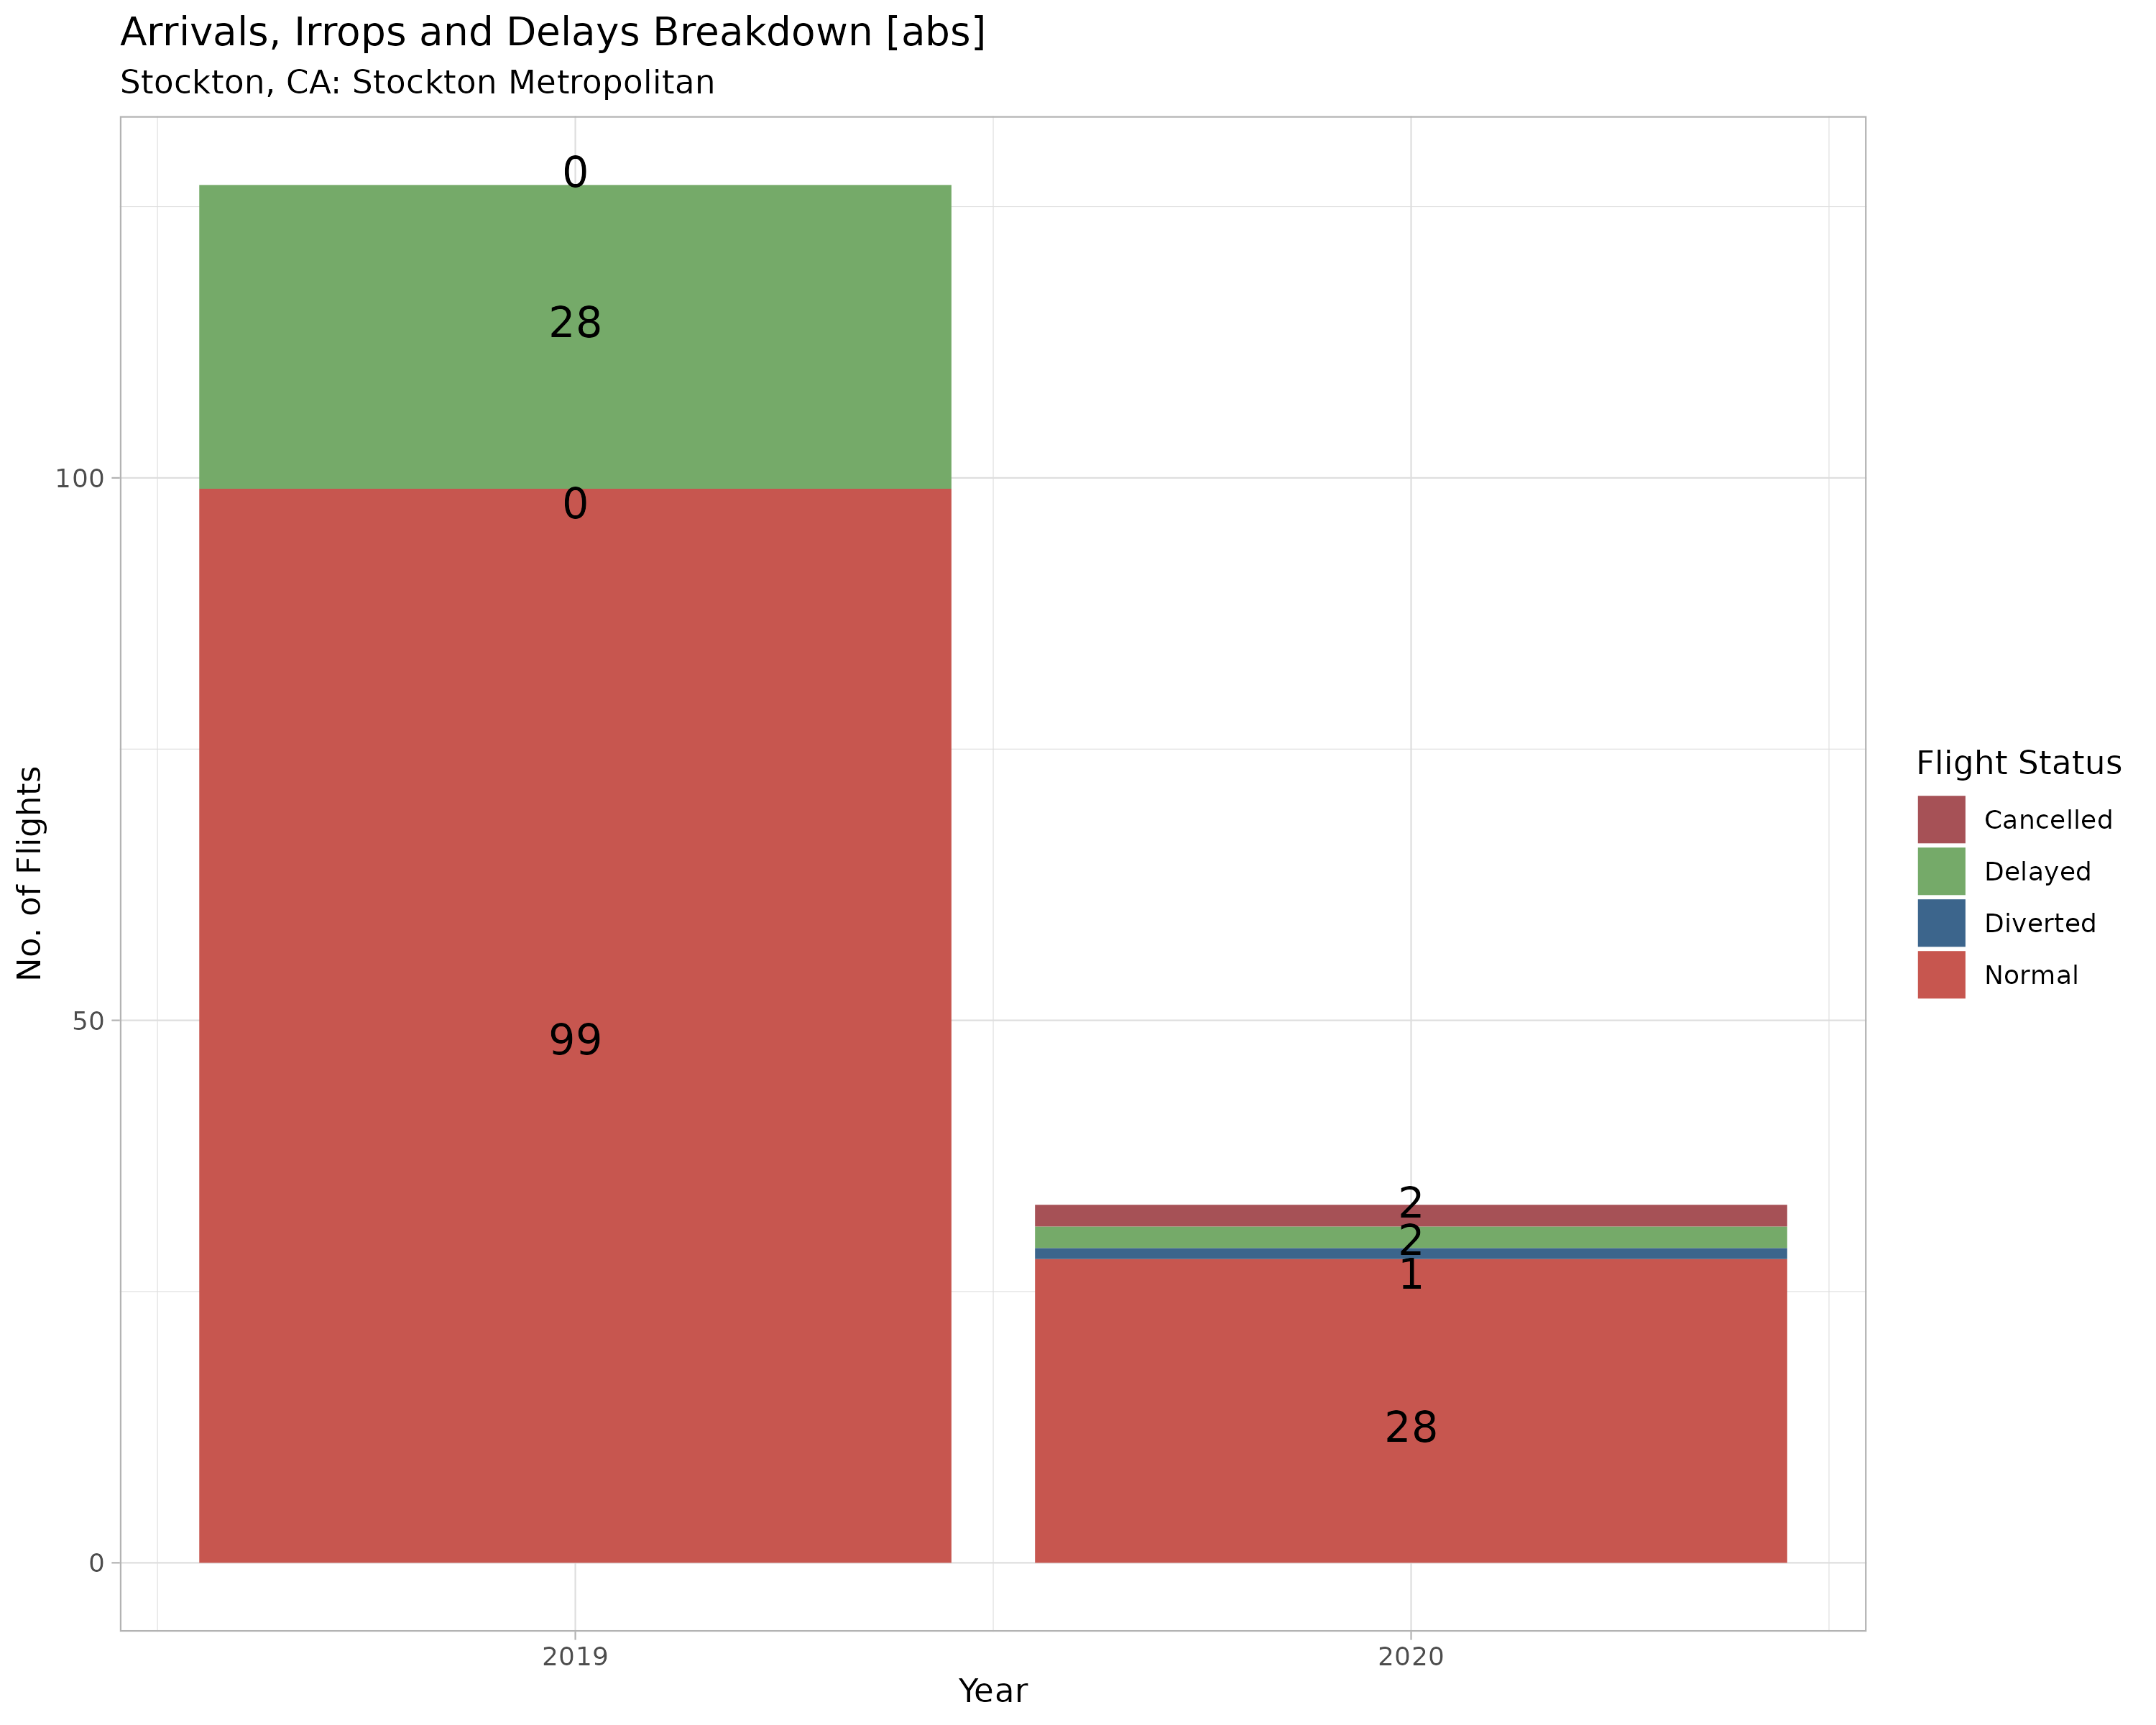 Arrivals, Irrops and Delays Breakdown [abs]
Stockton, CA: Stockton Metropolitan
0
28
0
99
2
2
1
28
100
50
0
No. of Flights
2019
2020
Year
Flight Status
Cancelled
Delayed
Diverted
Normal